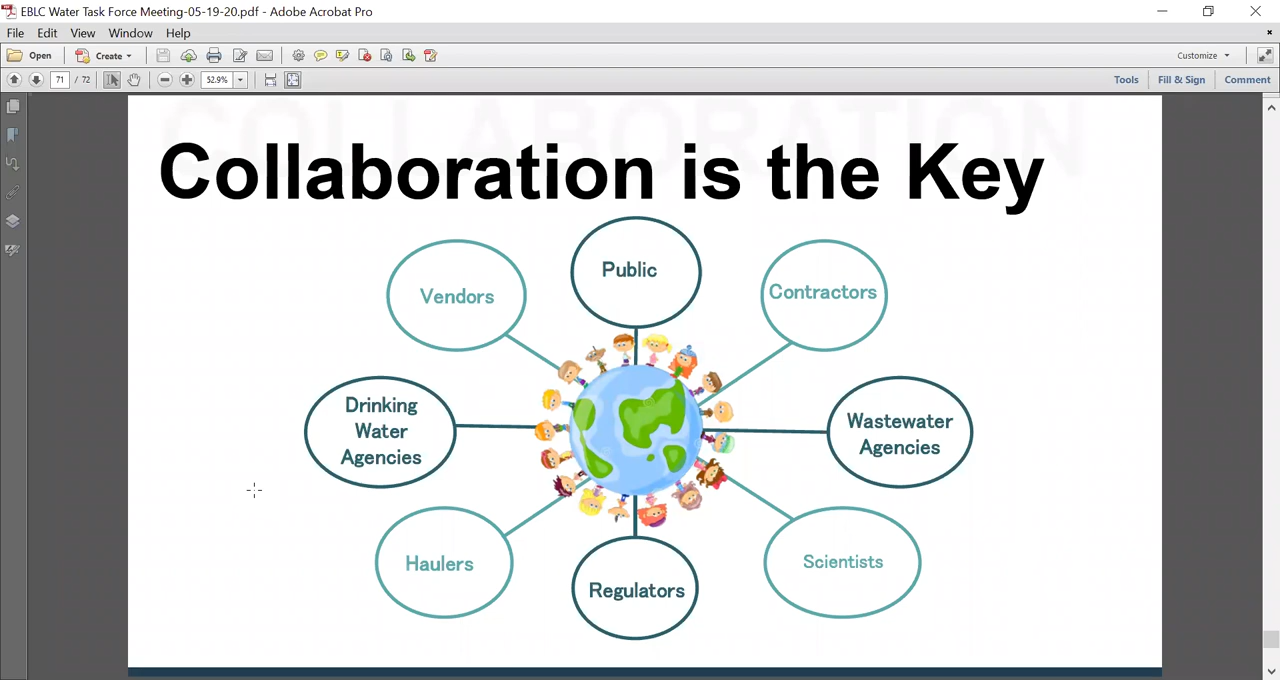 EBLC Water Task Force Meeting-05-19-20.pdf - Adobe Acrobat Pro
File Edit View Window Help
Open Create Customize
71 / 72 52.9% Tools Fill & Sign Comment
COLLABORATION
Collaboration is the Key
Public
Vendors
Contractors
Drinking
Water
Agencies
Wastewater
Agencies
Haulers
Scientists
Regulators